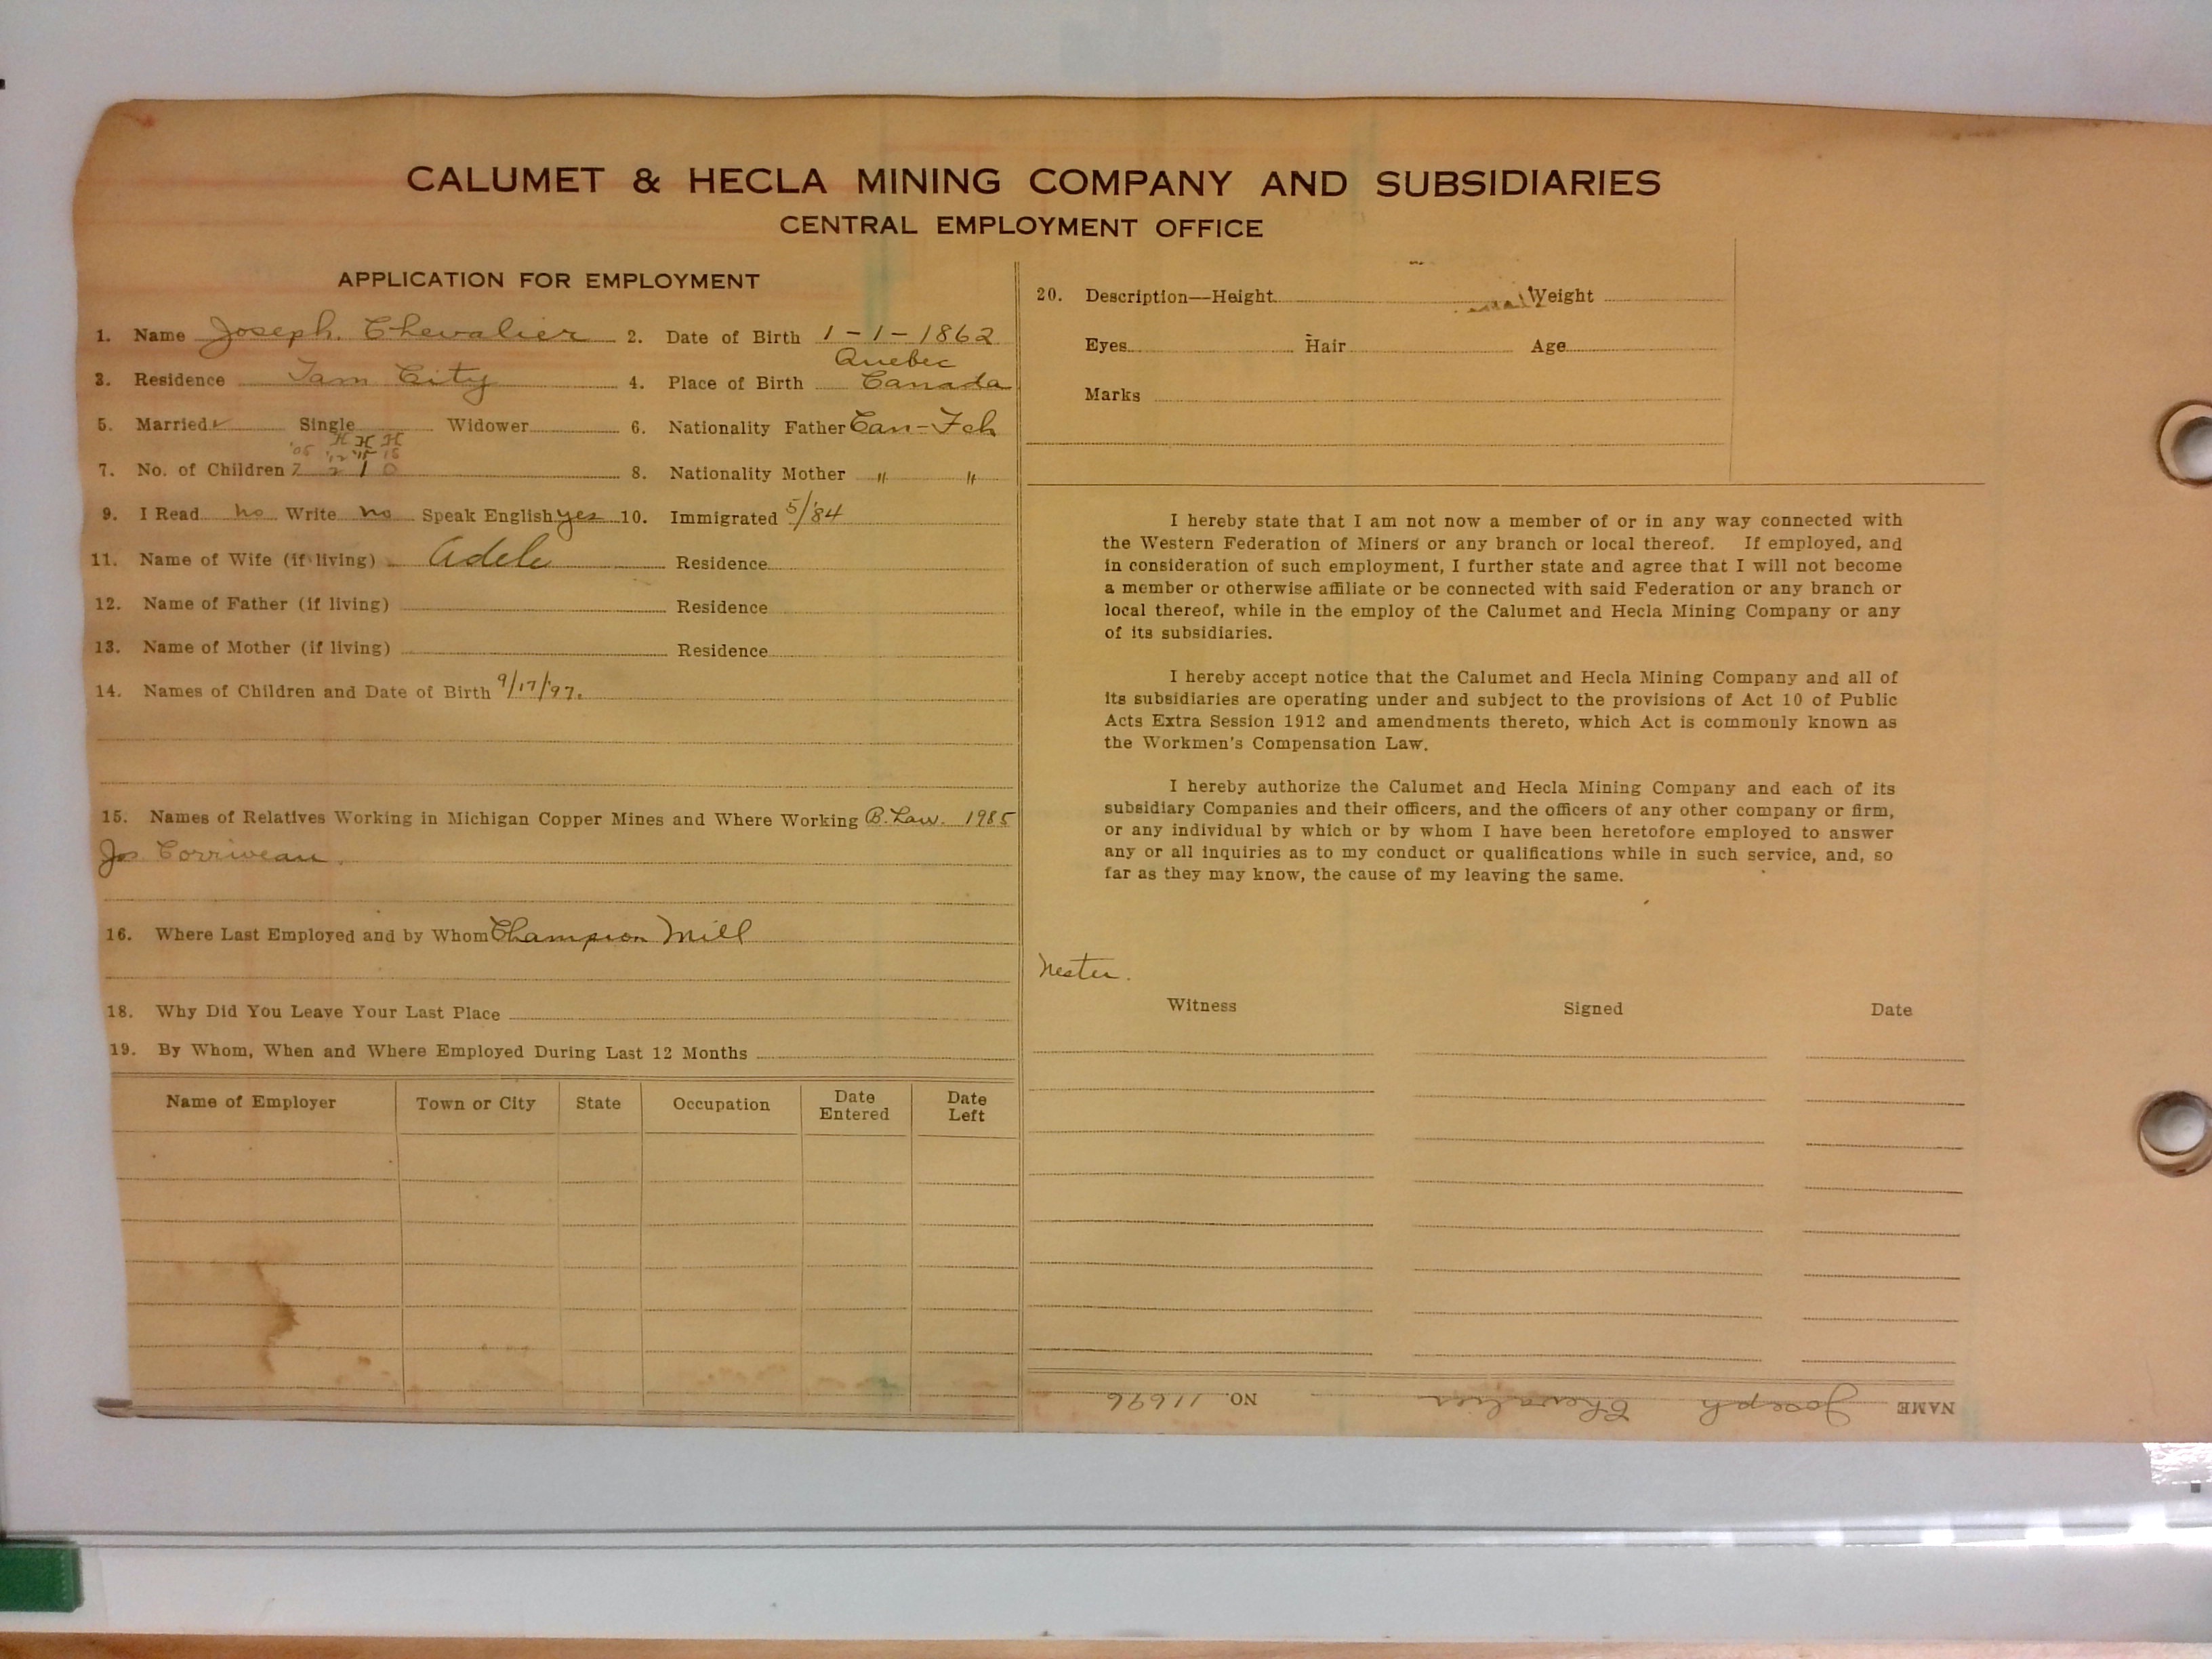 CALUMET & HECLA MINING COMPANY AND SUBSIDIARIES
CENTRAL EMPLOYMENT OFFICE
APPLICATION FOR EMPLOYMENT
1. Name Joseph. Chevalier 2. Date of Birth 1-1-1862
Quebec
3. Residence Tam City 4. Place of Birth Canada
5. Married ✓ Single Widower 6. Nationality Father Can-Fch
H H H
'05 '12 '15 18
7. No. of Children 7 2 1 0 8. Nationality Mother " "
9. I Read no Write no Speak English yes 10. Immigrated 5/84
11. Name of Wife (if living) Adele Residence
12. Name of Father (if living) Residence
13. Name of Mother (if living) Residence
14. Names of Children and Date of Birth 9/17/97.
15. Names of Relatives Working in Michigan Copper Mines and Where Working B. Law. 1985
Jos Corriveau.
16. Where Last Employed and by Whom Champion Mill
18. Why Did You Leave Your Last Place
19. By Whom, When and Where Employed During Last 12 Months
Name of Employer Town or City State Occupation Date Entered Date Left
20. Description—Height Weight
Eyes Hair Age
Marks
I hereby state that I am not now a member of or in any way connected with
the Western Federation of Miners or any branch or local thereof. If employed, and
in consideration of such employment, I further state and agree that I will not become
a member or otherwise affiliate or be connected with said Federation or any branch or
local thereof, while in the employ of the Calumet and Hecla Mining Company or any
of its subsidiaries.
I hereby accept notice that the Calumet and Hecla Mining Company and all of
its subsidiaries are operating under and subject to the provisions of Act 10 of Public
Acts Extra Session 1912 and amendments thereto, which Act is commonly known as
the Workmen's Compensation Law.
I hereby authorize the Calumet and Hecla Mining Company and each of its
subsidiary Companies and their officers, and the officers of any other company or firm,
or any individual by which or by whom I have been heretofore employed to answer
any or all inquiries as to my conduct or qualifications while in such service, and, so
far as they may know, the cause of my leaving the same.
Nester.
Witness Signed Date
NAME Joseph Chevalier NO. 11696